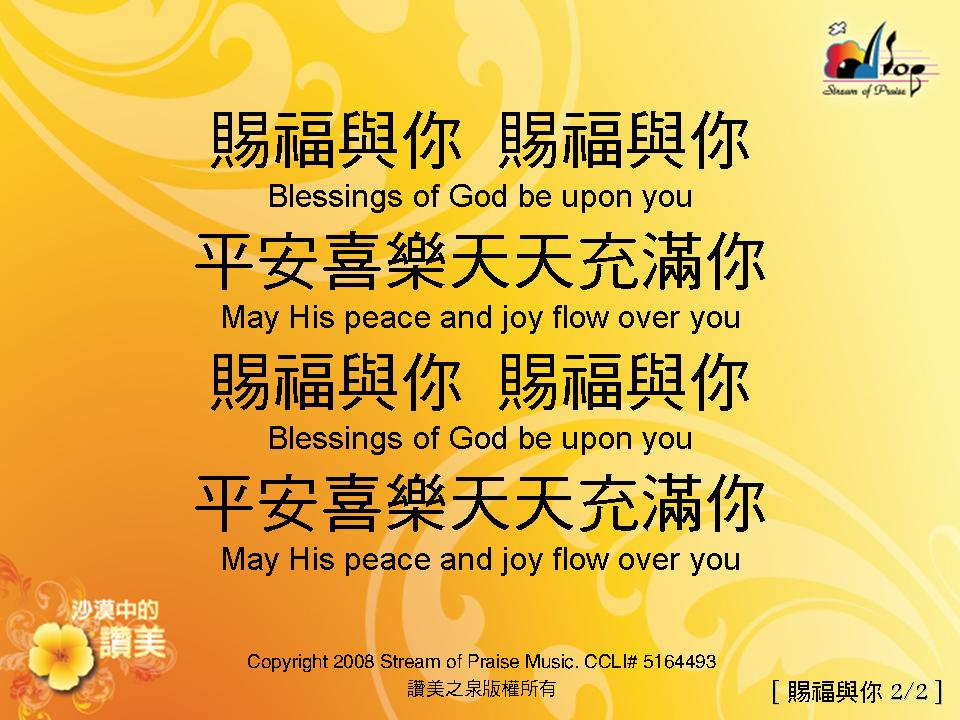 SOP
Stream of Praise
賜福與你 賜福與你
Blessings of God be upon you
平安喜樂天天充滿你
May His peace and joy flow over you
賜福與你 賜福與你
Blessings of God be upon you
平安喜樂天天充滿你
May His peace and joy flow over you
沙漠中的
讚美
Copyright 2008 Stream of Praise Music. CCLI# 5164493
讚美之泉版權所有
[ 賜福與你 2/2 ]